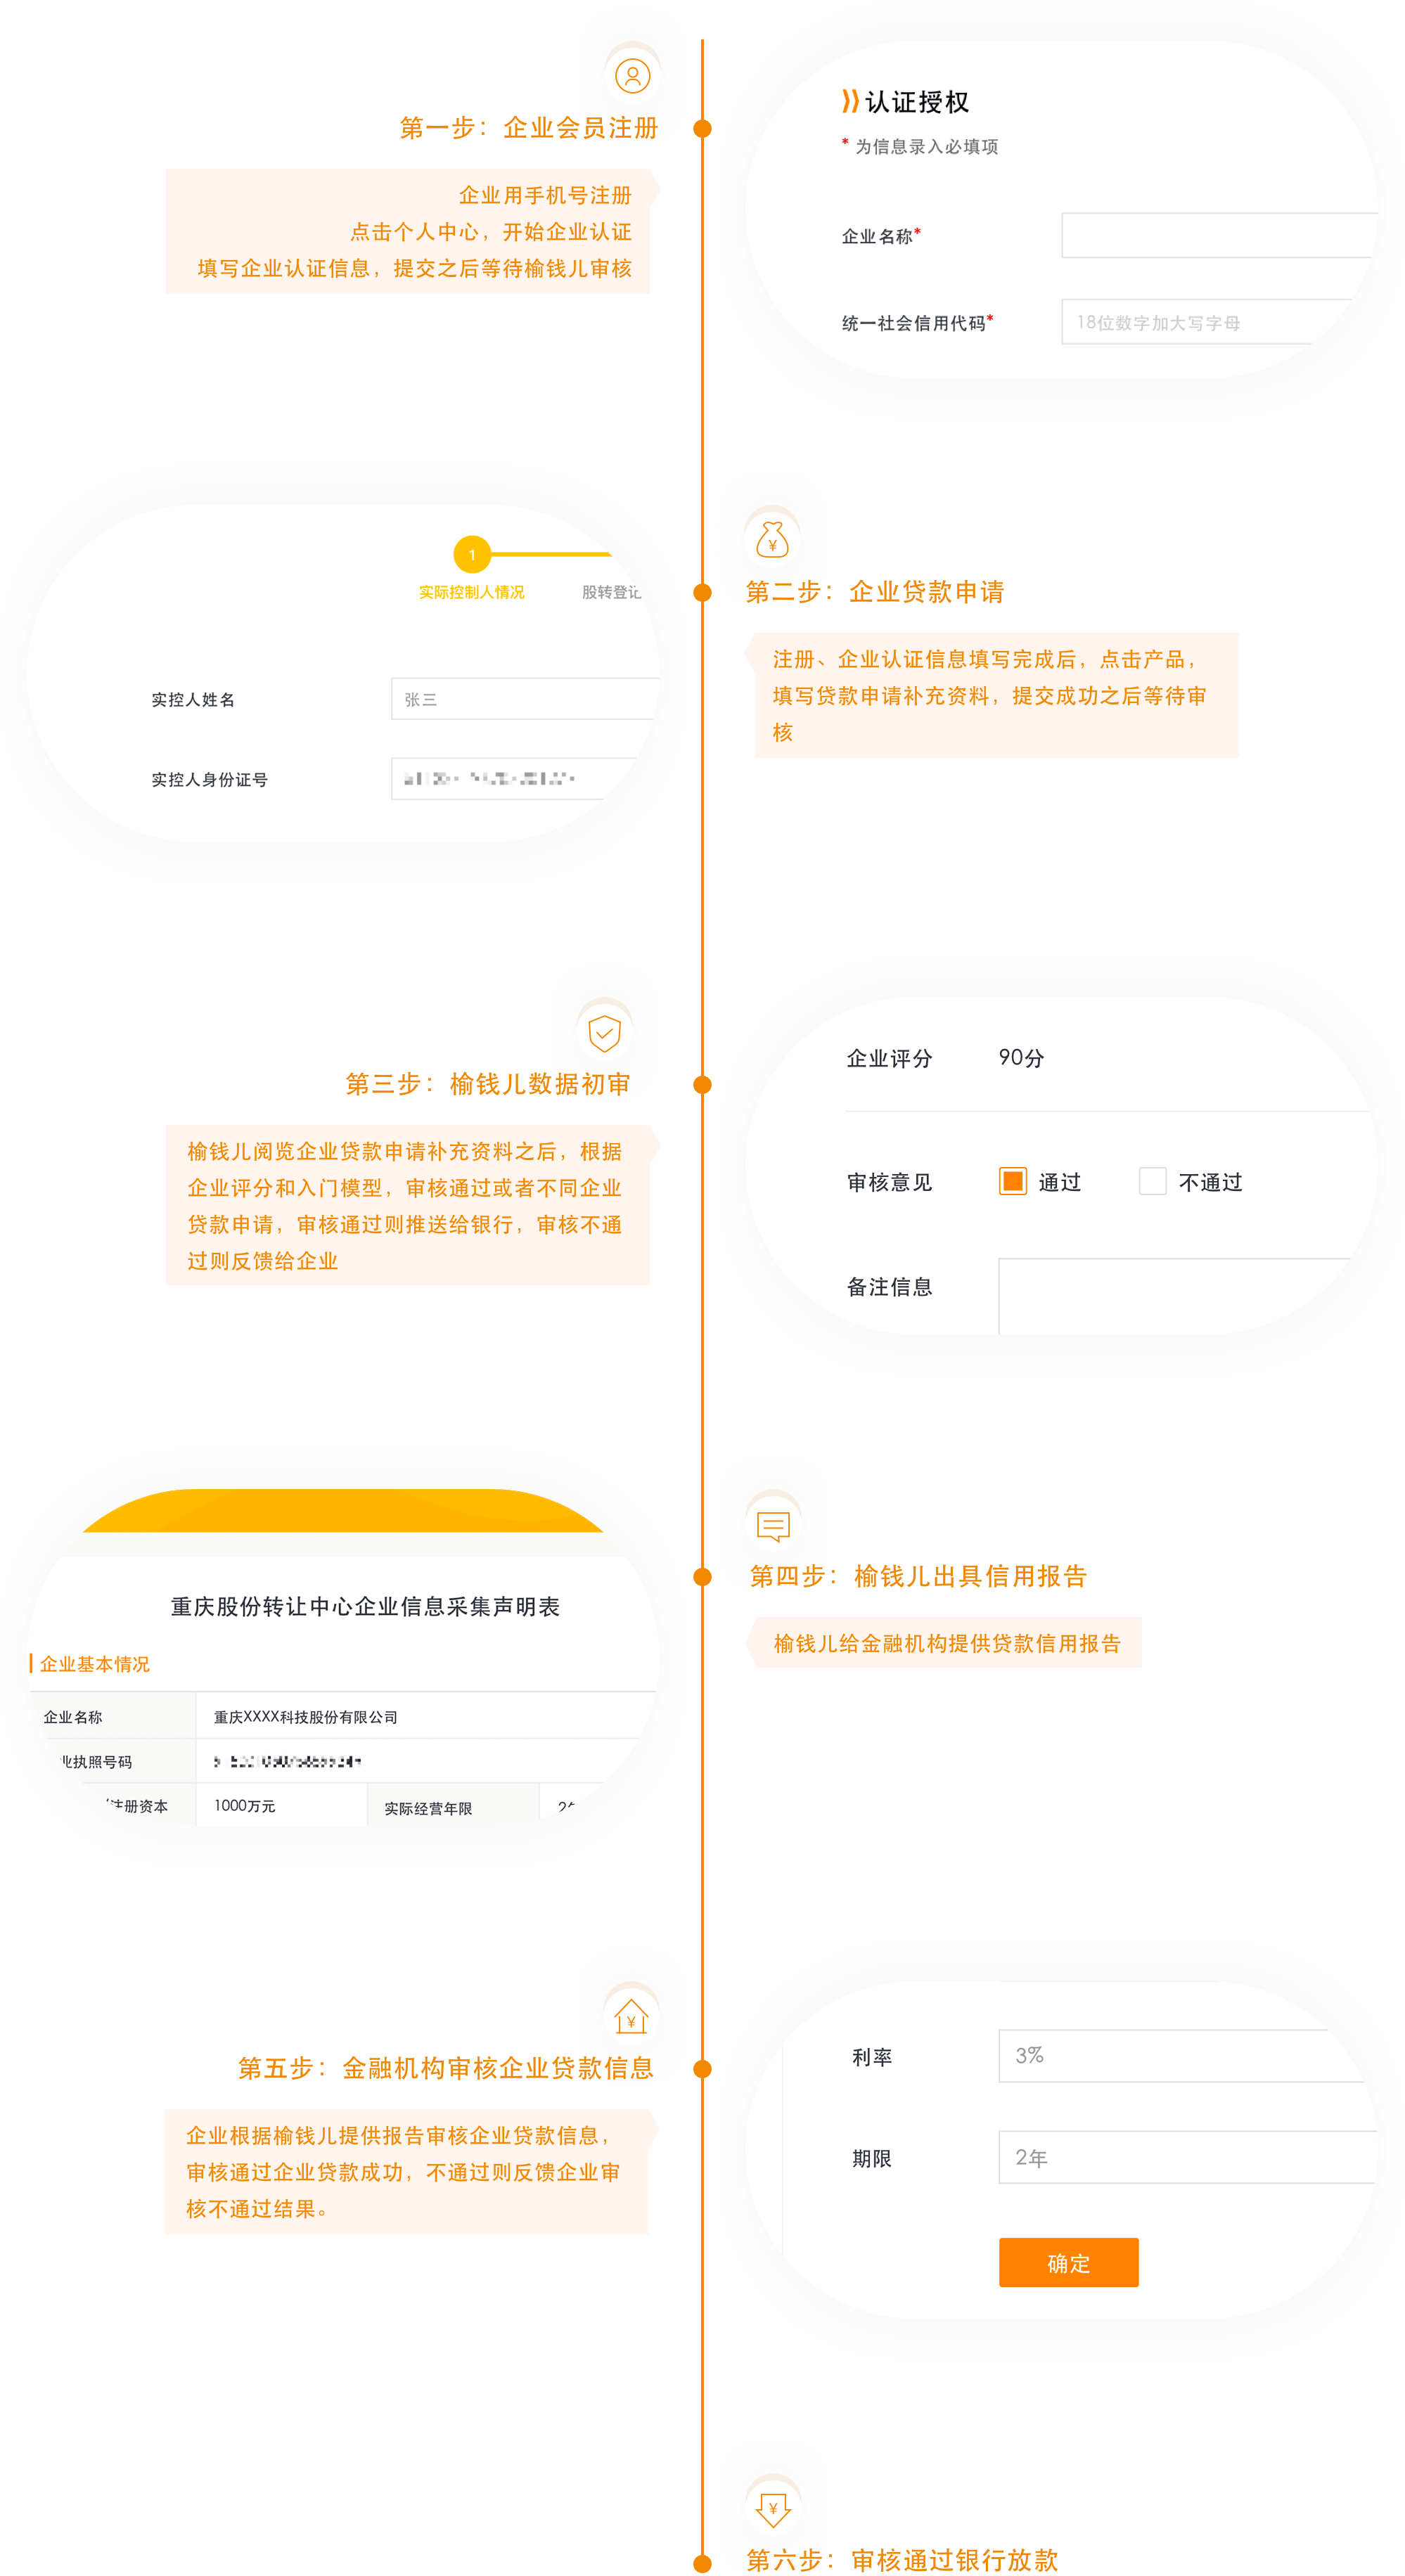 第一步：企业会员注册
企业用手机号注册
点击个人中心，开始企业认证
填写企业认证信息，提交之后等待榆钱儿审核
认证授权
* 为信息录入必填项
企业名称*
统一社会信用代码*
18位数字加大写字母
1
实际控制人情况
股转登记
实控人姓名
张三
实控人身份证号
¥
第二步：企业贷款申请
注册、企业认证信息填写完成后，点击产品，
填写贷款申请补充资料，提交成功之后等待审
核
第三步：榆钱儿数据初审
榆钱儿阅览企业贷款申请补充资料之后，根据
企业评分和入门模型，审核通过或者不同企业
贷款申请，审核通过则推送给银行，审核不通
过则反馈给企业
企业评分 90分
审核意见 通过 不通过
备注信息
重庆股份转让中心企业信息采集声明表
企业基本情况
企业名称 重庆XXXX科技股份有限公司
业执照号码
注册资本 1000万元 实际经营年限
第四步：榆钱儿出具信用报告
榆钱儿给金融机构提供贷款信用报告
¥
第五步：金融机构审核企业贷款信息
企业根据榆钱儿提供报告审核企业贷款信息，
审核通过企业贷款成功，不通过则反馈企业审
核不通过结果。
利率 3%
期限 2年
确定
¥
第六步：审核通过银行放款